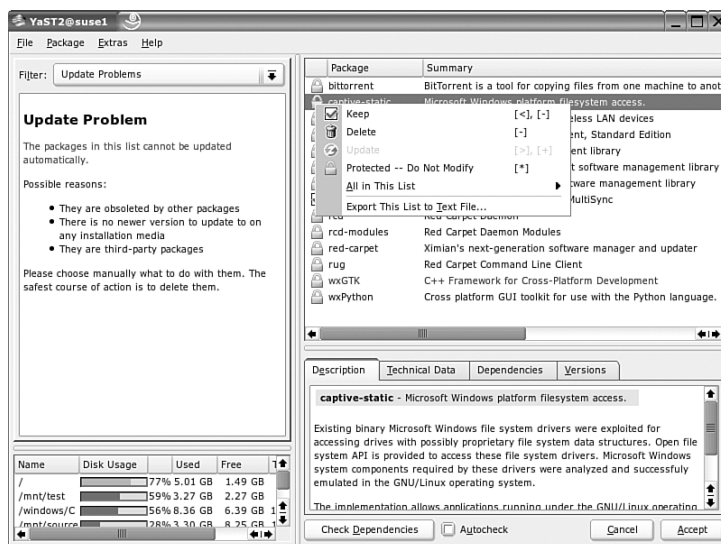 YaST2@suse1
File Package Extras Help
Filter: Update Problems
Update Problem
The packages in this list cannot be updated
automatically.
Possible reasons:
• They are obsoleted by other packages
• There is no newer version to update to on
any installation media
• They are third-party packages
Please choose manually what to do with them. The
safest course of action is to delete them.
Name Disk Usage Used Free
/ 77% 5.01 GB 1.49 GB
/mnt/test 59% 3.27 GB 2.27 GB
/windows/C 56% 8.36 GB 6.39 GB 1
/mnt/source 28% 3.30 GB 8.25 GB 1
Package Summary
bittorrent BitTorrent is a tool for copying files from one machine to anot
captive-static Microsoft Windows platform filesystem access.
eless LAN devices
ent, Standard Edition
ent library
t software management library
tware management library
MultiSync
Keep [<], [-]
Delete [-]
Update [>], [+]
Protected -- Do Not Modify [*]
All in This List
Export This List to Text File...
rcd Red Carpet Daemon
rcd-modules Red Carpet Daemon Modules
red-carpet Ximian's next-generation software manager and updater
rug Red Carpet Command Line Client
wxGTK C++ Framework for Cross-Platform Development
wxPython Cross platform GUI toolkit for use with the Python language.
Description Technical Data Dependencies Versions
captive-static - Microsoft Windows platform filesystem access.
Existing binary Microsoft Windows file system drivers were exploited for
accessing drives with possibly proprietary file system data structures. Open file
system API is provided to access these file system drivers. Microsoft Windows
system components required by these drivers were analyzed and successfuly
emulated in the GNU/Linux operating system.
The implementation allows applications running under the GNU/Linux operating
Check Dependencies Autocheck Cancel Accept